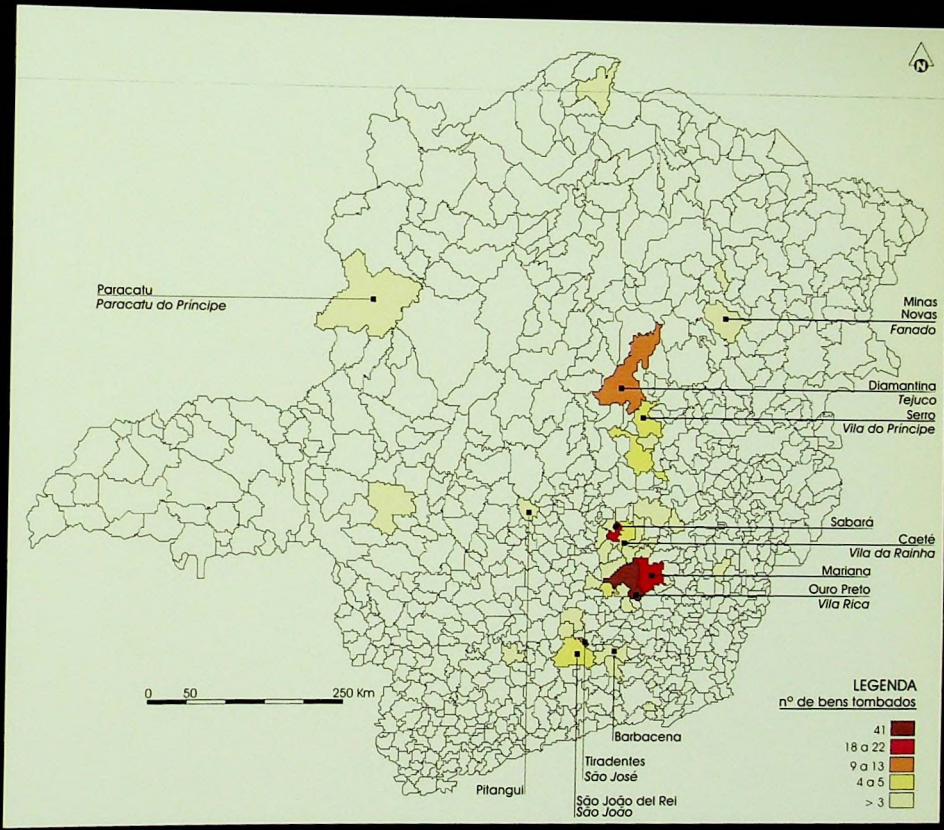 N
Paracatu
Paracatu do Príncipe
Minas
Novas
Fanado
Diamantina
Tejuco
Serro
Vila do Príncipe
Sabará
Caeté
Vila da Rainha
Mariana
Ouro Preto
Vila Rica
0 50 250 Km
Barbacena
Tiradentes
São José
Pitangui
São João del Rei
São João
LEGENDA
nº de bens tombados
41
18 a 22
9 a 13
4 a 5
> 3